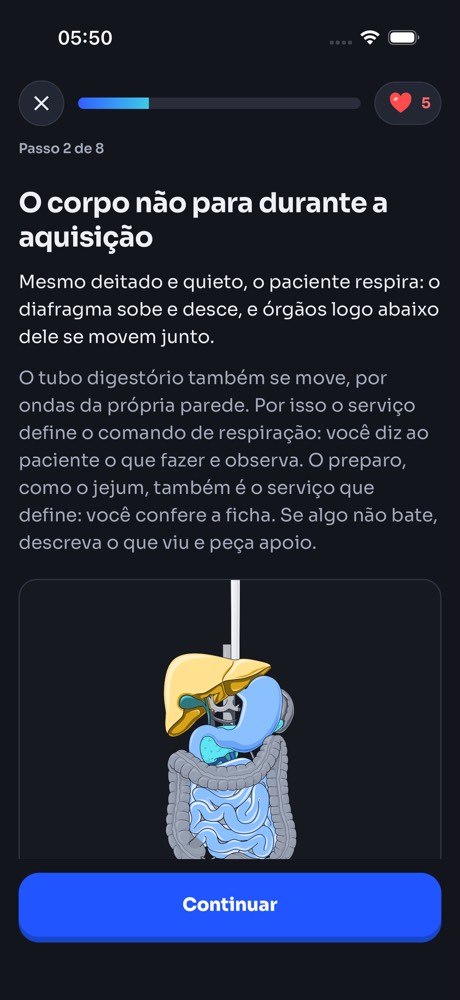 05:50
5
Passo 2 de 8
O corpo não para durante a
aquisição
Mesmo deitado e quieto, o paciente respira: o
diafragma sobe e desce, e órgãos logo abaixo
dele se movem junto.
O tubo digestório também se move, por
ondas da própria parede. Por isso o serviço
define o comando de respiração: você diz ao
paciente o que fazer e observa. O preparo,
como o jejum, também é o serviço que
define: você confere a ficha. Se algo não bate,
descreva o que viu e peça apoio.
Continuar